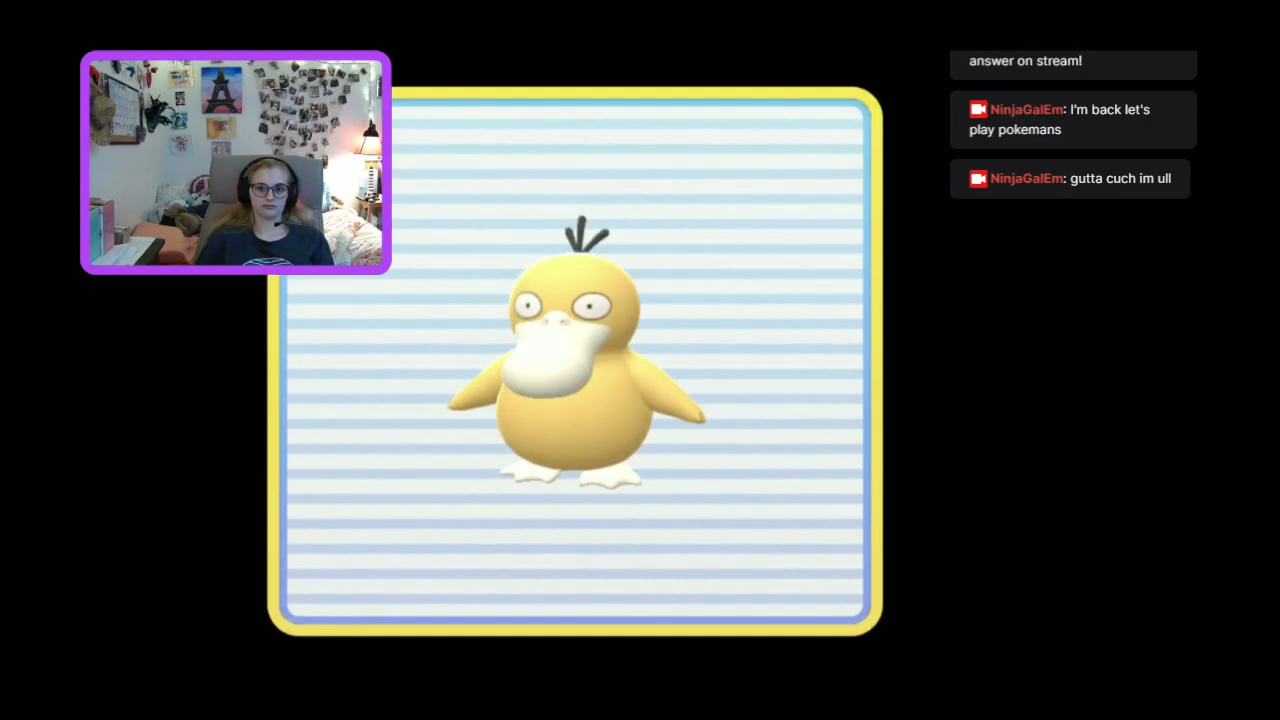 answer on stream!
NinjaGalEm: I'm back let's
play pokemans
NinjaGalEm: gutta cuch im ull